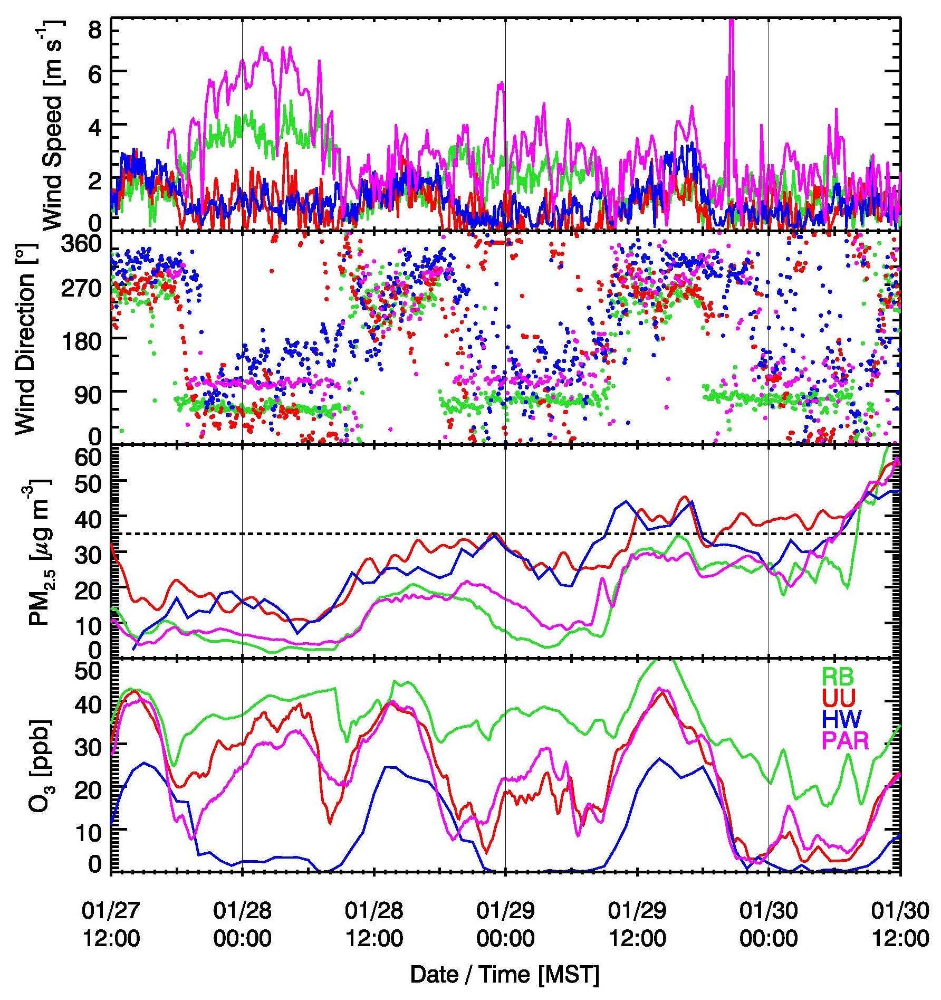 Wind Speed [m s⁻¹]
8
6
4
2
0
Wind Direction [°]
360
270
180
90
0
PM₂.₅ [μg m⁻³]
60
50
40
30
20
10
0
O₃ [ppb]
50
40
30
20
10
0
RB
UU
HW
PAR
01/27 01/28 01/28 01/29 01/29 01/30 01/30
12:00 00:00 12:00 00:00 12:00 00:00 12:00
Date / Time [MST]